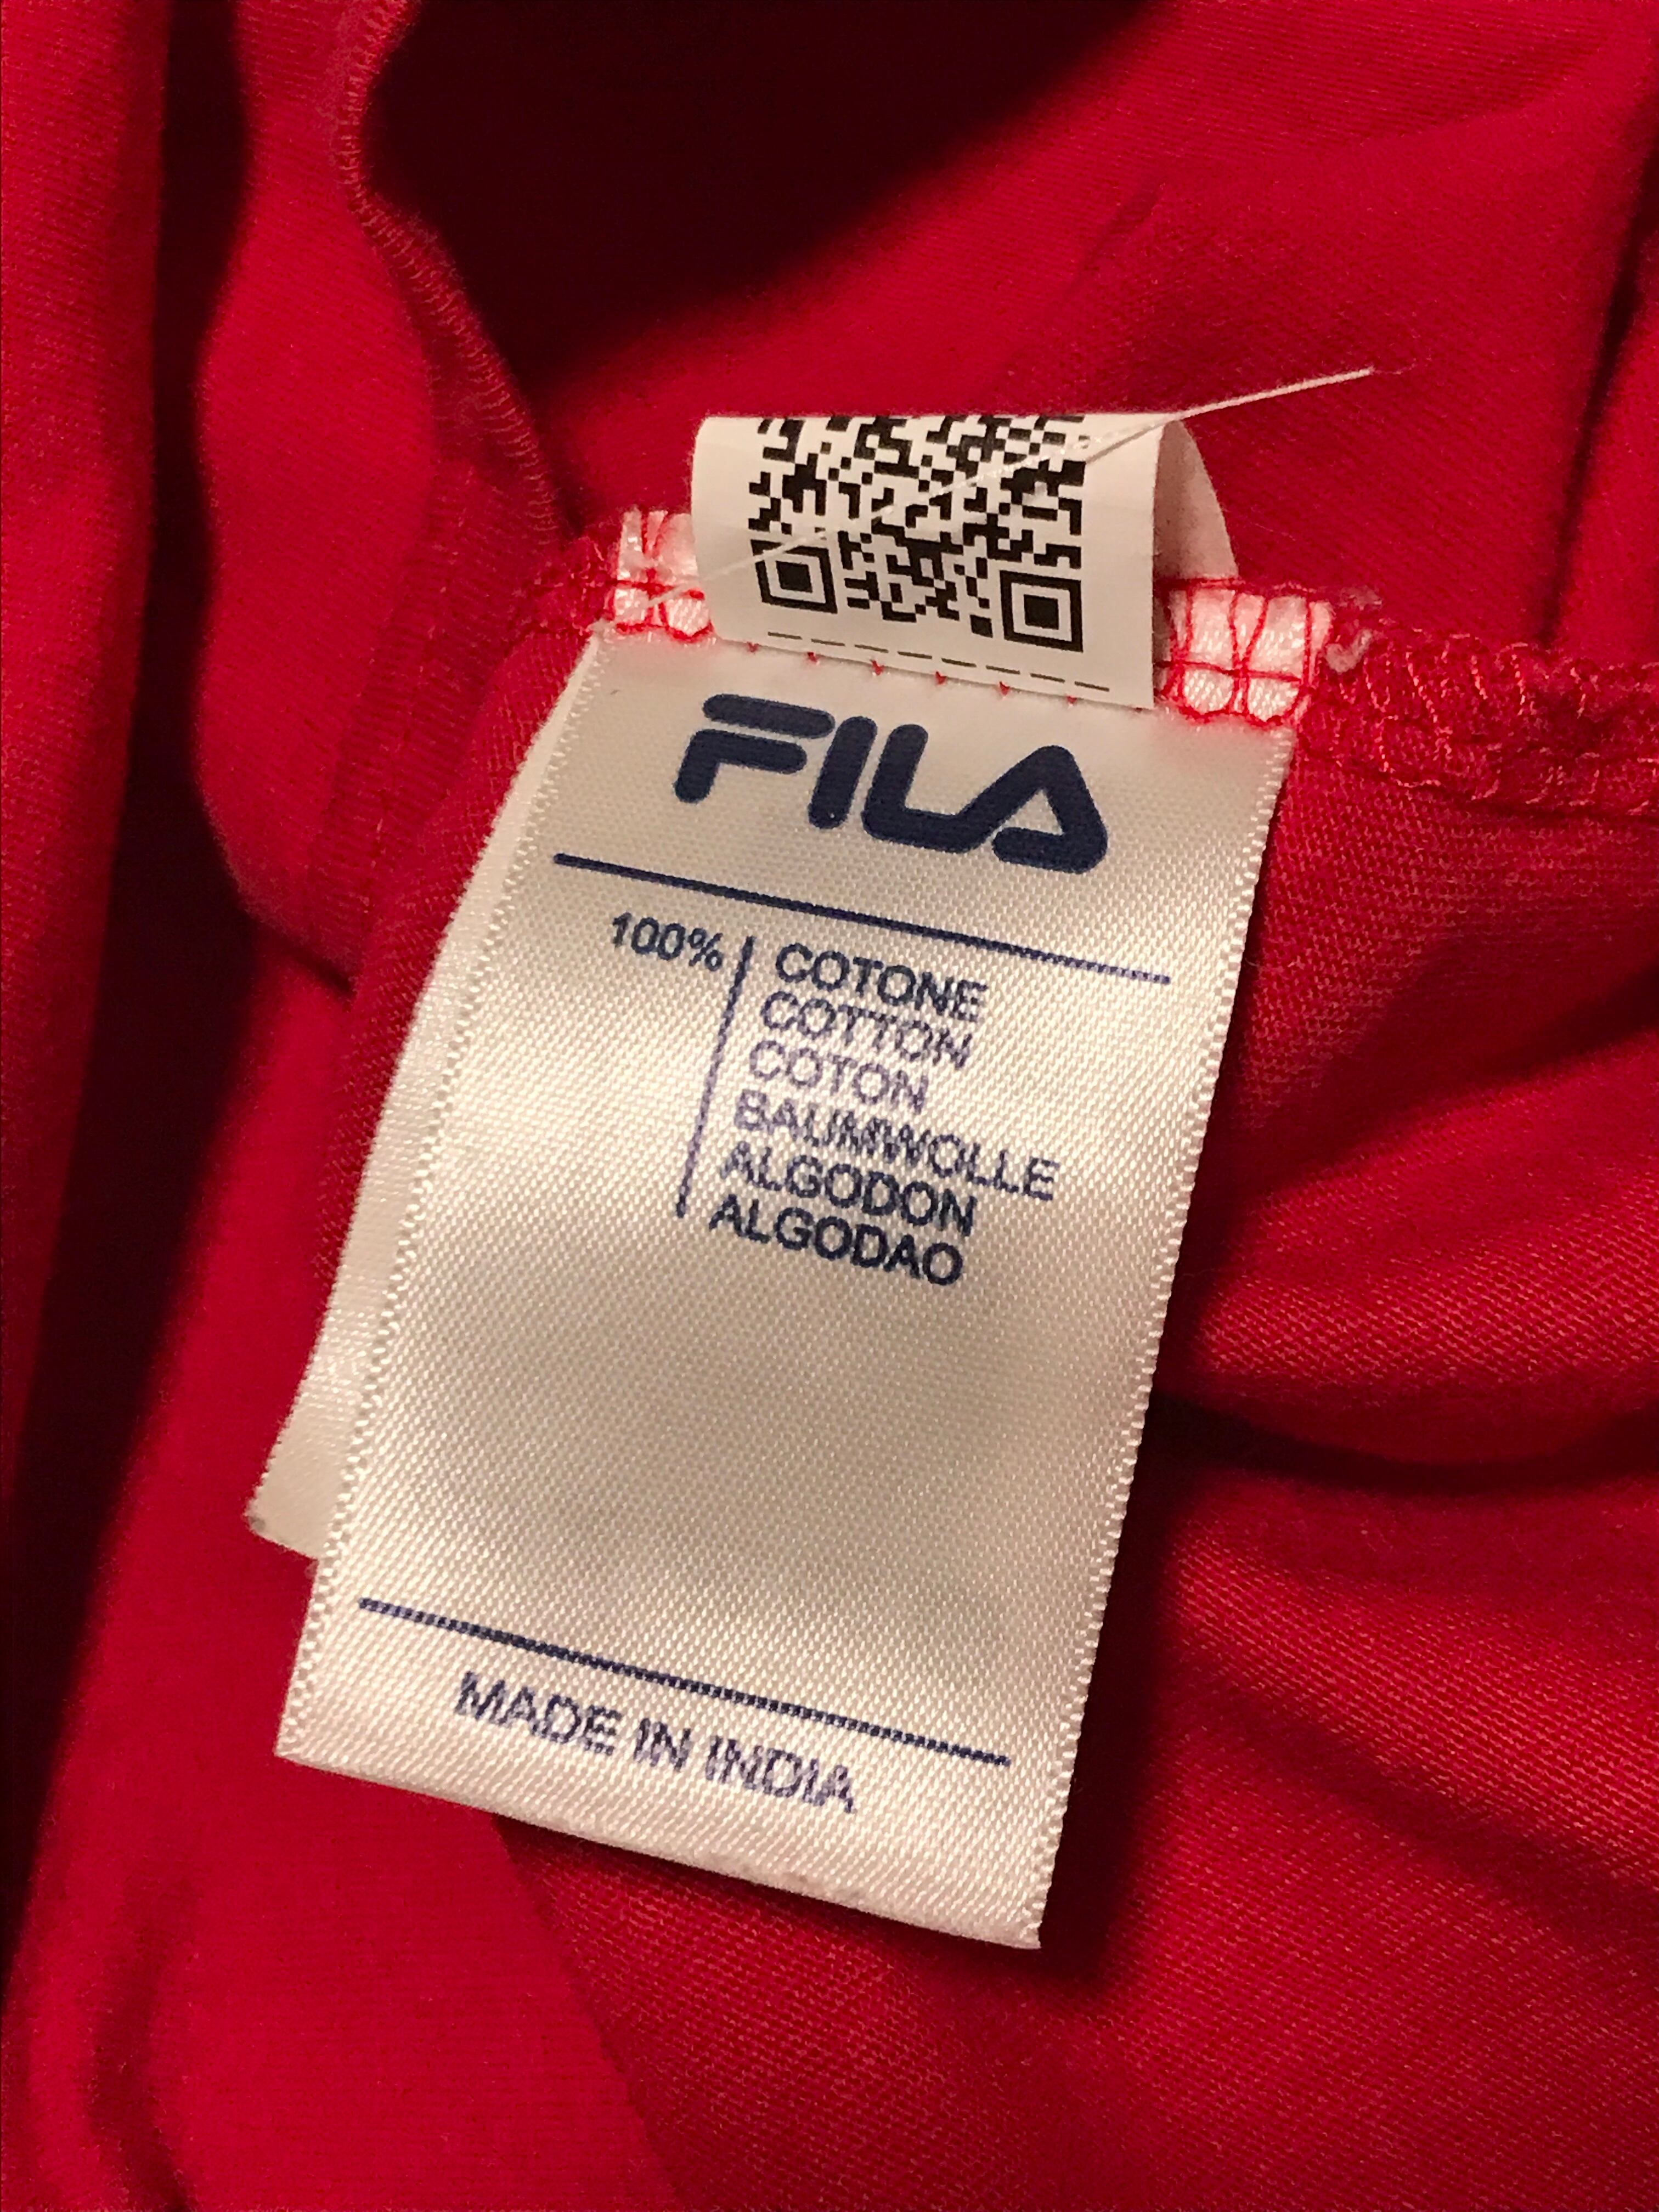 FILA
100% COTONE
COTTON
COTON
BAUMWOLLE
ALGODON
ALGODAO
MADE IN INDIA